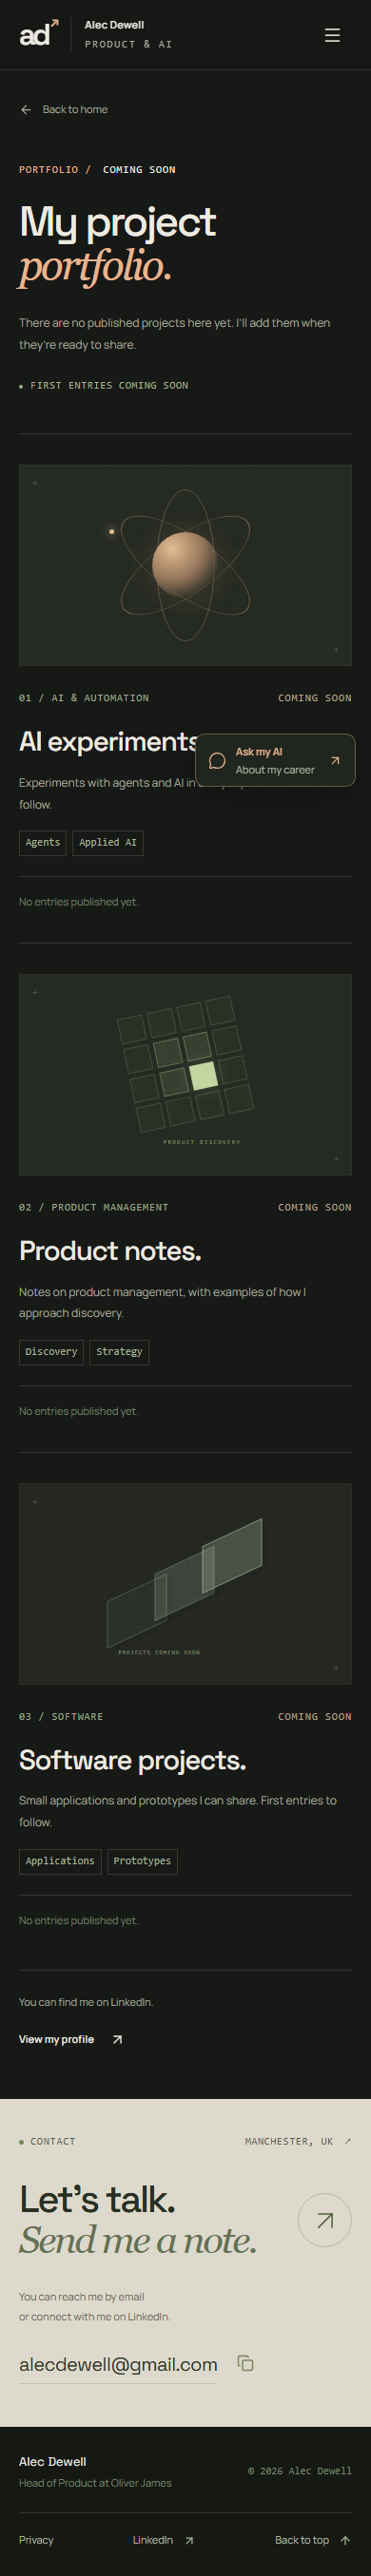 ad
Alec Dewell
PRODUCT & AI
Back to home
PORTFOLIO / COMING SOON
My project
portfolio.
There are no published projects here yet. I'll add them when
they're ready to share.
FIRST ENTRIES COMING SOON
01 / AI & AUTOMATION COMING SOON
AI experiments
Ask my AI
About my career
Experiments with agents and AI in
follow.
Agents Applied AI
No entries published yet.
PRODUCT DISCOVERY
02 / PRODUCT MANAGEMENT COMING SOON
Product notes.
Notes on product management, with examples of how I
approach discovery.
Discovery Strategy
No entries published yet.
PROJECTS COMING SOON
03 / SOFTWARE COMING SOON
Software projects.
Small applications and prototypes I can share. First entries to
follow.
Applications Prototypes
No entries published yet.
You can find me on LinkedIn.
View my profile
CONTACT MANCHESTER, UK ↗
Let's talk.
Send me a note.
You can reach me by email
or connect with me on LinkedIn.
alecdewell@gmail.com
Alec Dewell
Head of Product at Oliver James
© 2026 Alec Dewell
Privacy LinkedIn Back to top